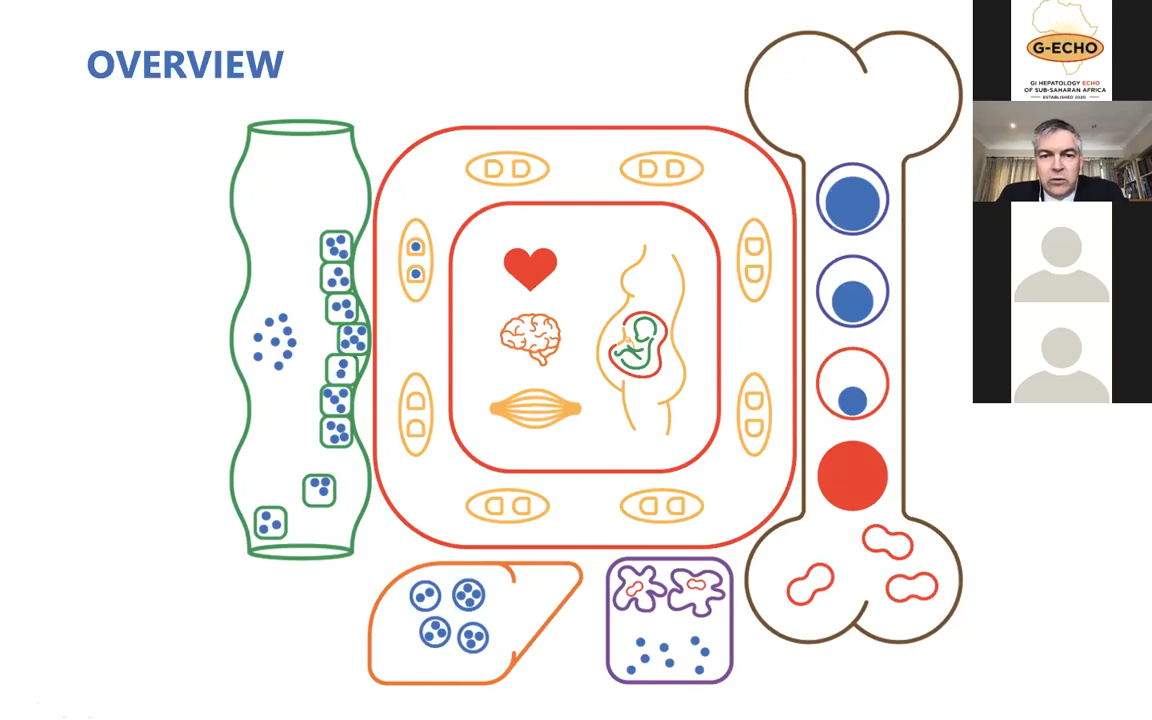 OVERVIEW
G-ECHO
GI HEPATOLOGY ECHO
OF SUB-SAHARAN AFRICA
ESTABLISHED 2020